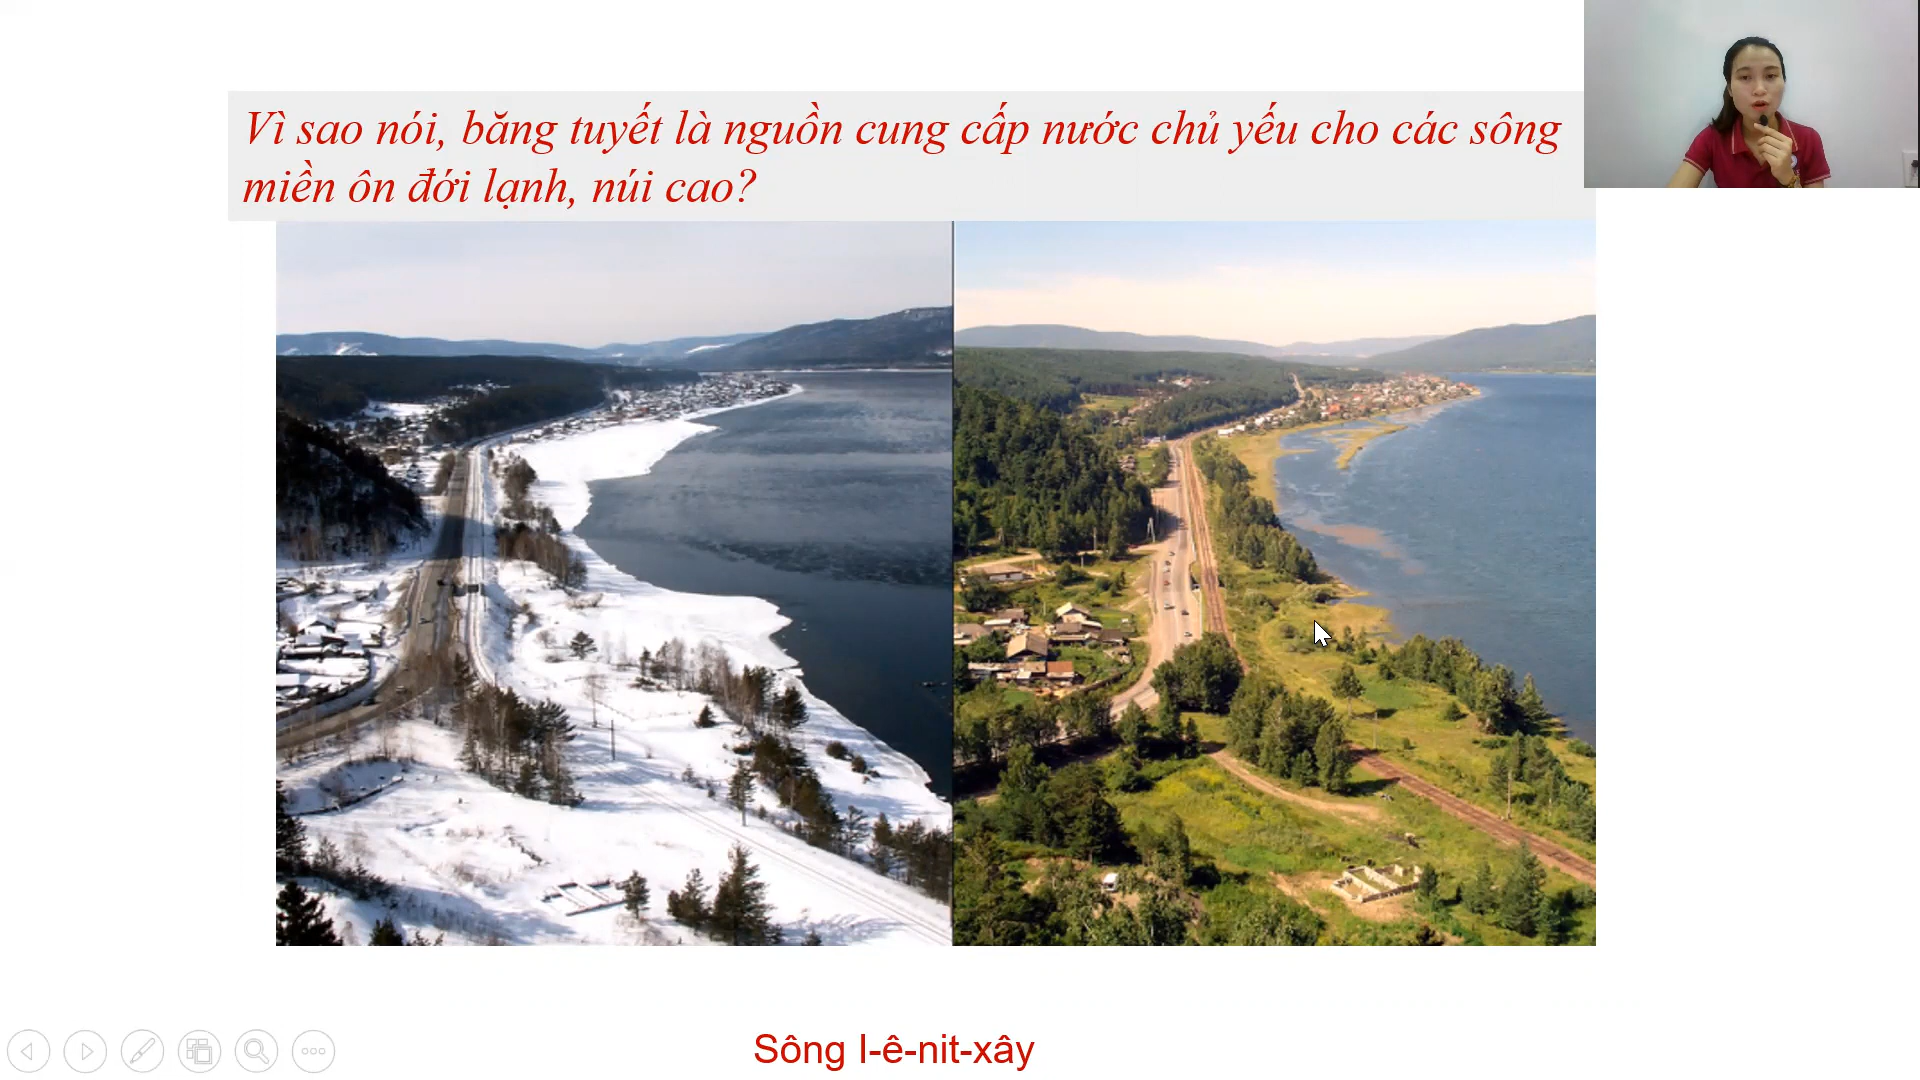 Vì sao nói, băng tuyết là nguồn cung cấp nước chủ yếu cho các sông
miền ôn đới lạnh, núi cao?
Sông I-ê-nit-xây